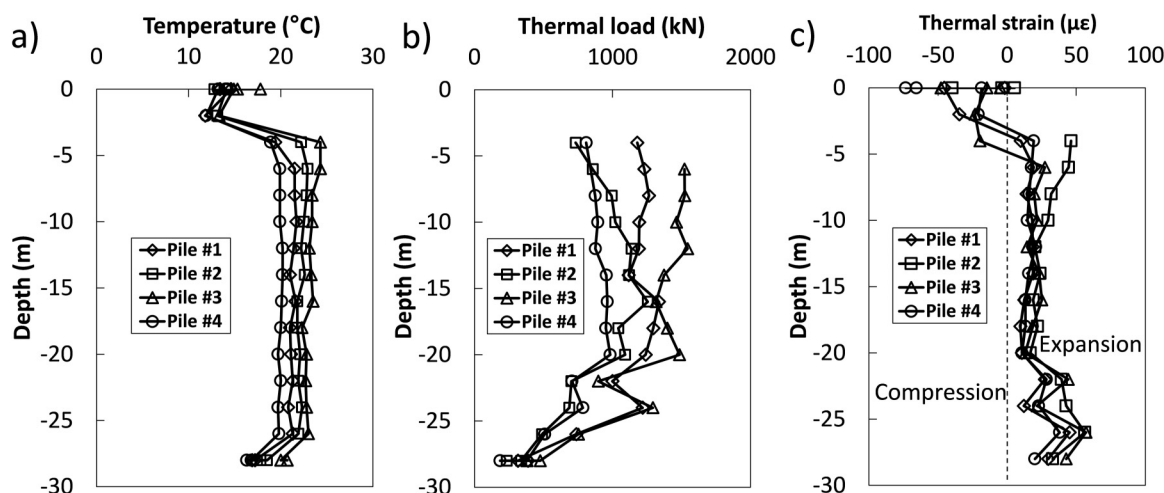 a)
Temperature (°C)
0 10 20 30
0
-5
-10
-15
-20
-25
-30
Depth (m)
Pile #1
Pile #2
Pile #3
Pile #4
b)
Thermal load (kN)
0 1000 2000
0
-5
-10
-15
-20
-25
-30
Depth (m)
Pile #1
Pile #2
Pile #3
Pile #4
c)
Thermal strain (με)
-100 -50 0 50 100
0
-5
-10
-15
-20
-25
-30
Depth (m)
Pile #1
Pile #2
Pile #3
Pile #4
Expansion
Compression